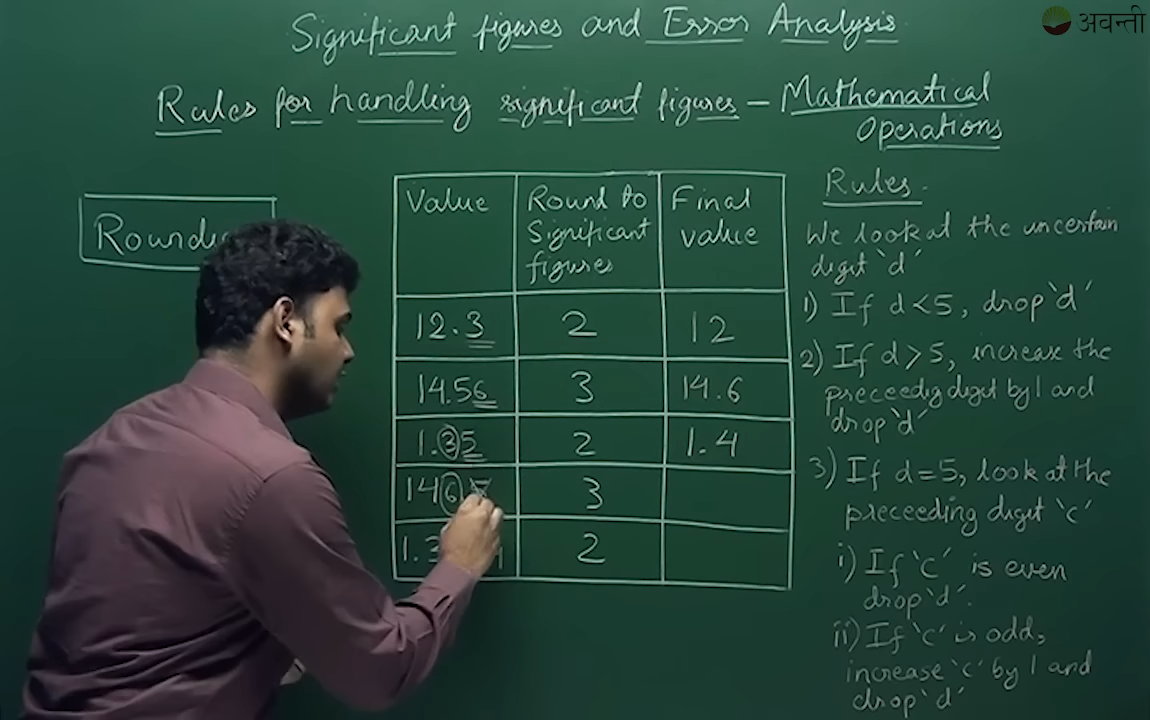 Significant figures and Error Analysis
अवन्ती
Rules for handling significant figures – Mathematical
Operations
Value
Round to
Significant
figures
Final
value
12.3
2
12
14.56
3
14.6
1.35
2
1.4
3
2
Rules.
We look at the uncertain
digit 'd'
1) If d<5, drop 'd'
2) If d>5, increase the
preceedig digit by 1 and
drop 'd'
3) If d=5, look at the
preceeding digit 'c'
i) If 'c' is even
drop 'd'.
ii) If 'c' is odd,
increase 'c' by 1 and
drop 'd'